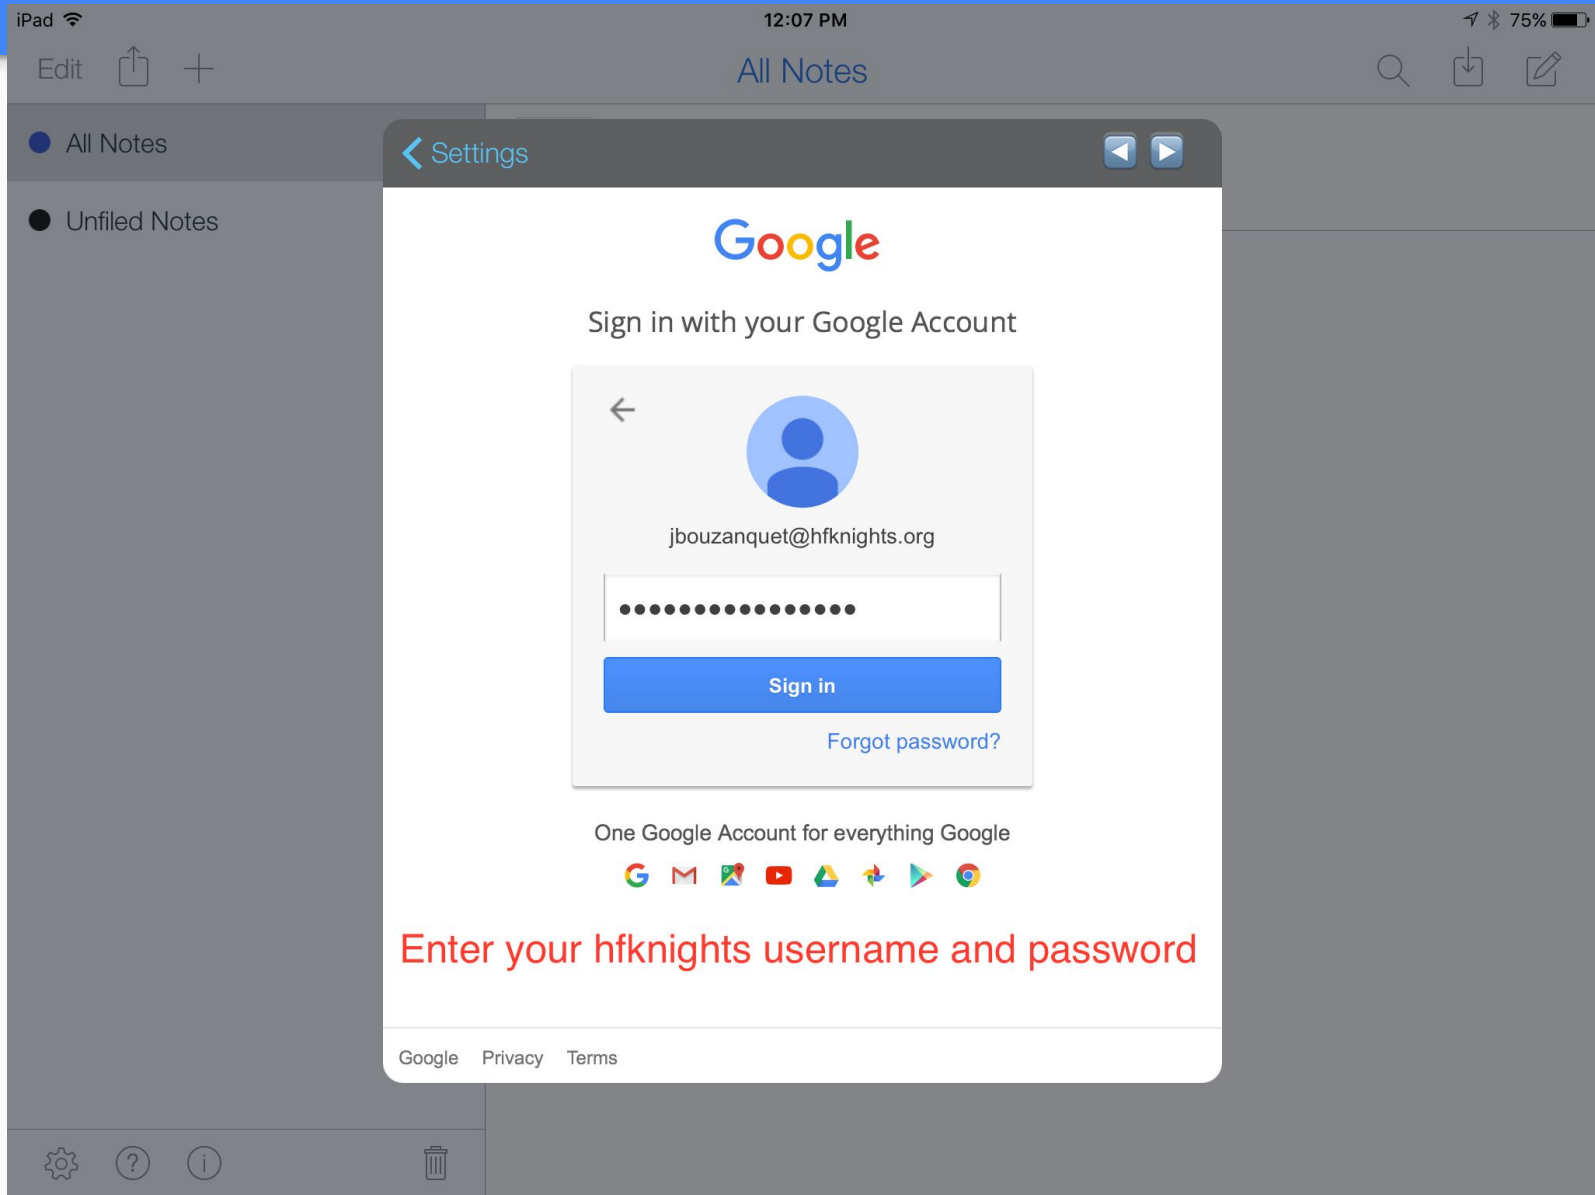 iPad 12:07 PM 75%
Edit All Notes
All Notes
Unfiled Notes
Settings
Google
Sign in with your Google Account
jbouzanquet@hfknights.org
••••••••••••••••
Sign in
Forgot password?
One Google Account for everything Google
Enter your hfknights username and password
Google Privacy Terms